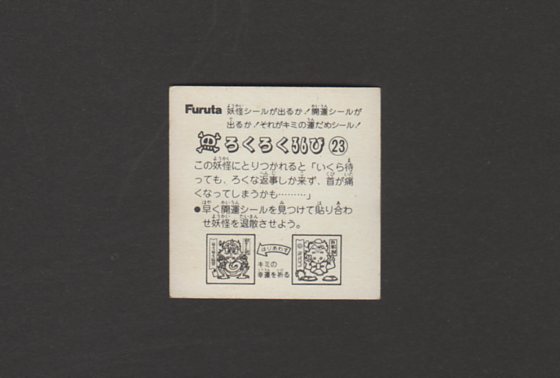 Furuta 妖怪シールが出るか!開運シールが
出るか!それがキミの運だめシール!
ろくろく首び 23
この妖怪にとりつかれると「いくら待
っても、ろくな返事しか来ず、首が痛
くなってしまうかも………」
●早く開運シールを見つけて貼り合わ
せ妖怪を退散させよう。
はりあわす
キミの
幸運を祈る